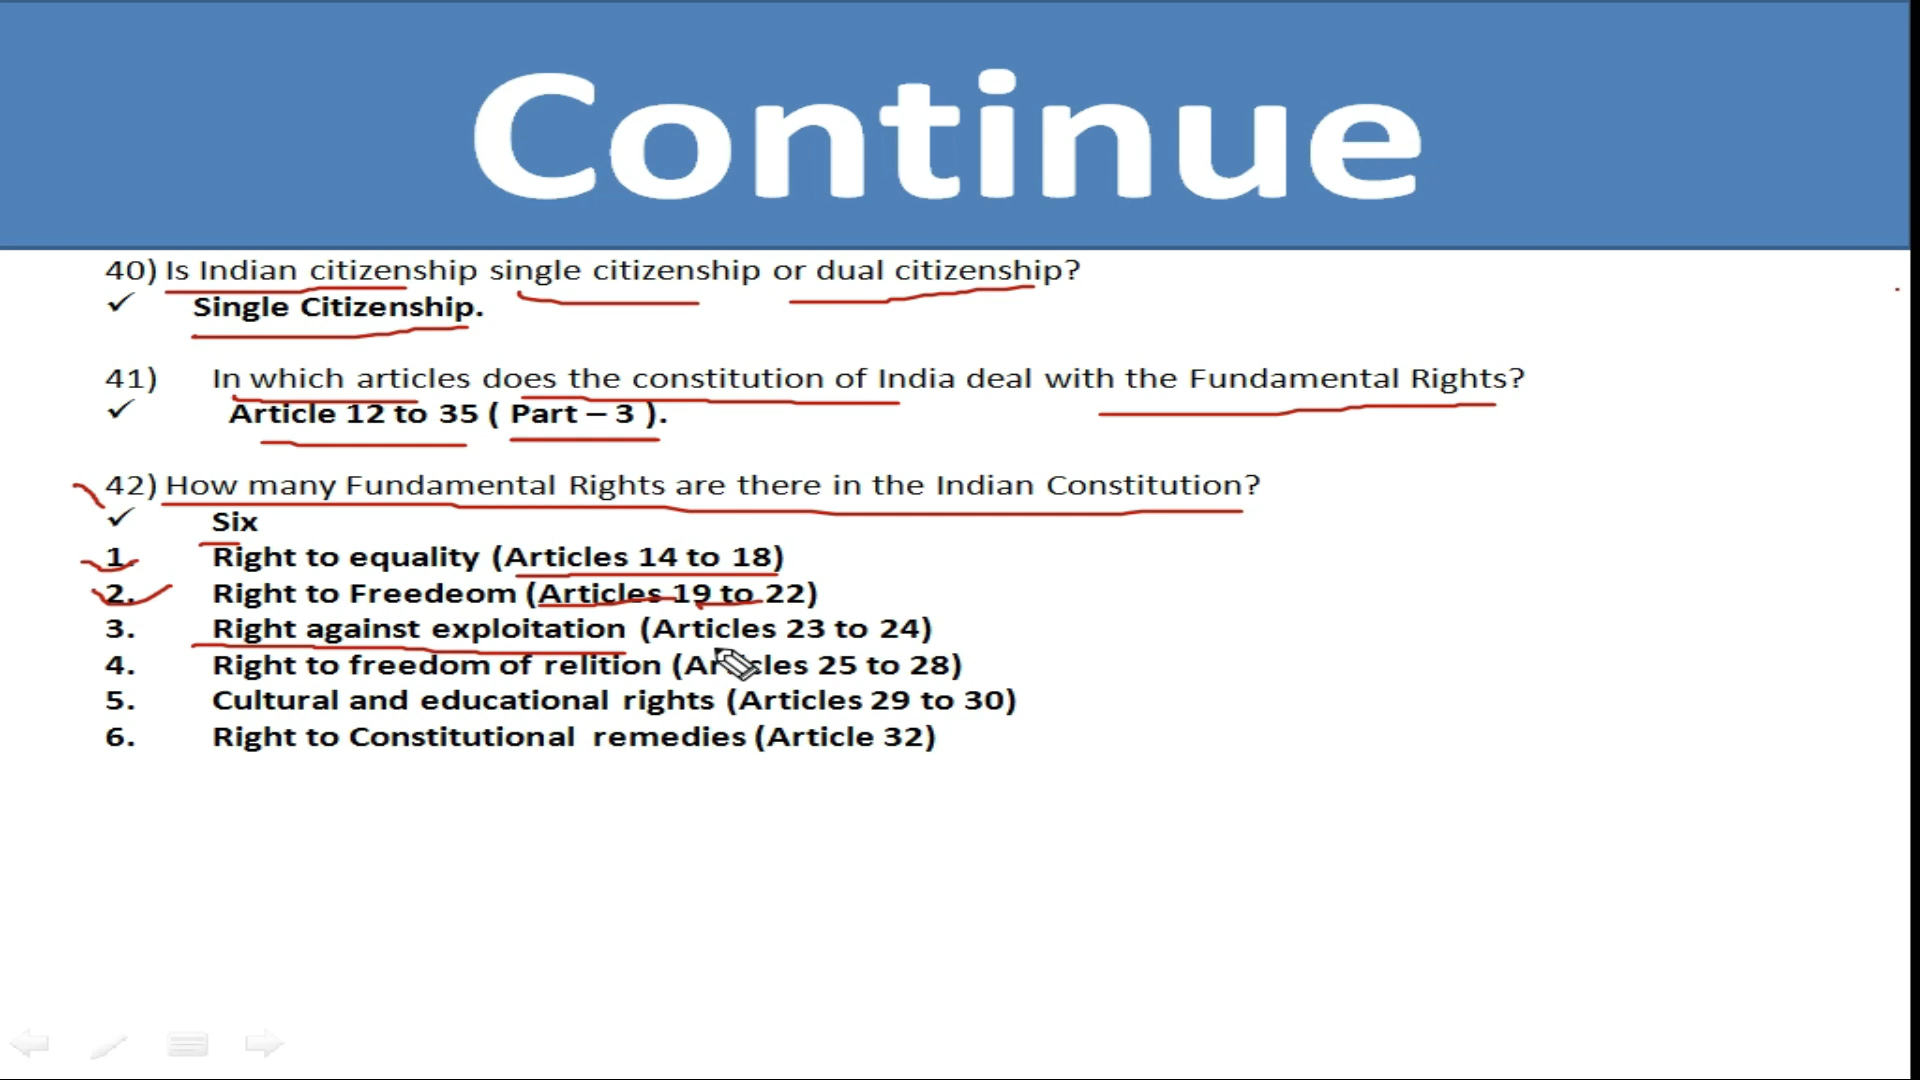 Continue
40) Is Indian citizenship single citizenship or dual citizenship?
✓ Single Citizenship.
41) In which articles does the constitution of India deal with the Fundamental Rights?
✓ Article 12 to 35 ( Part – 3 ).
42) How many Fundamental Rights are there in the Indian Constitution?
✓ Six
1. Right to equality (Articles 14 to 18)
2. Right to Freedeom (Articles 19 to 22)
3. Right against exploitation (Articles 23 to 24)
4. Right to freedom of relition (Articles 25 to 28)
5. Cultural and educational rights (Articles 29 to 30)
6. Right to Constitutional remedies (Article 32)